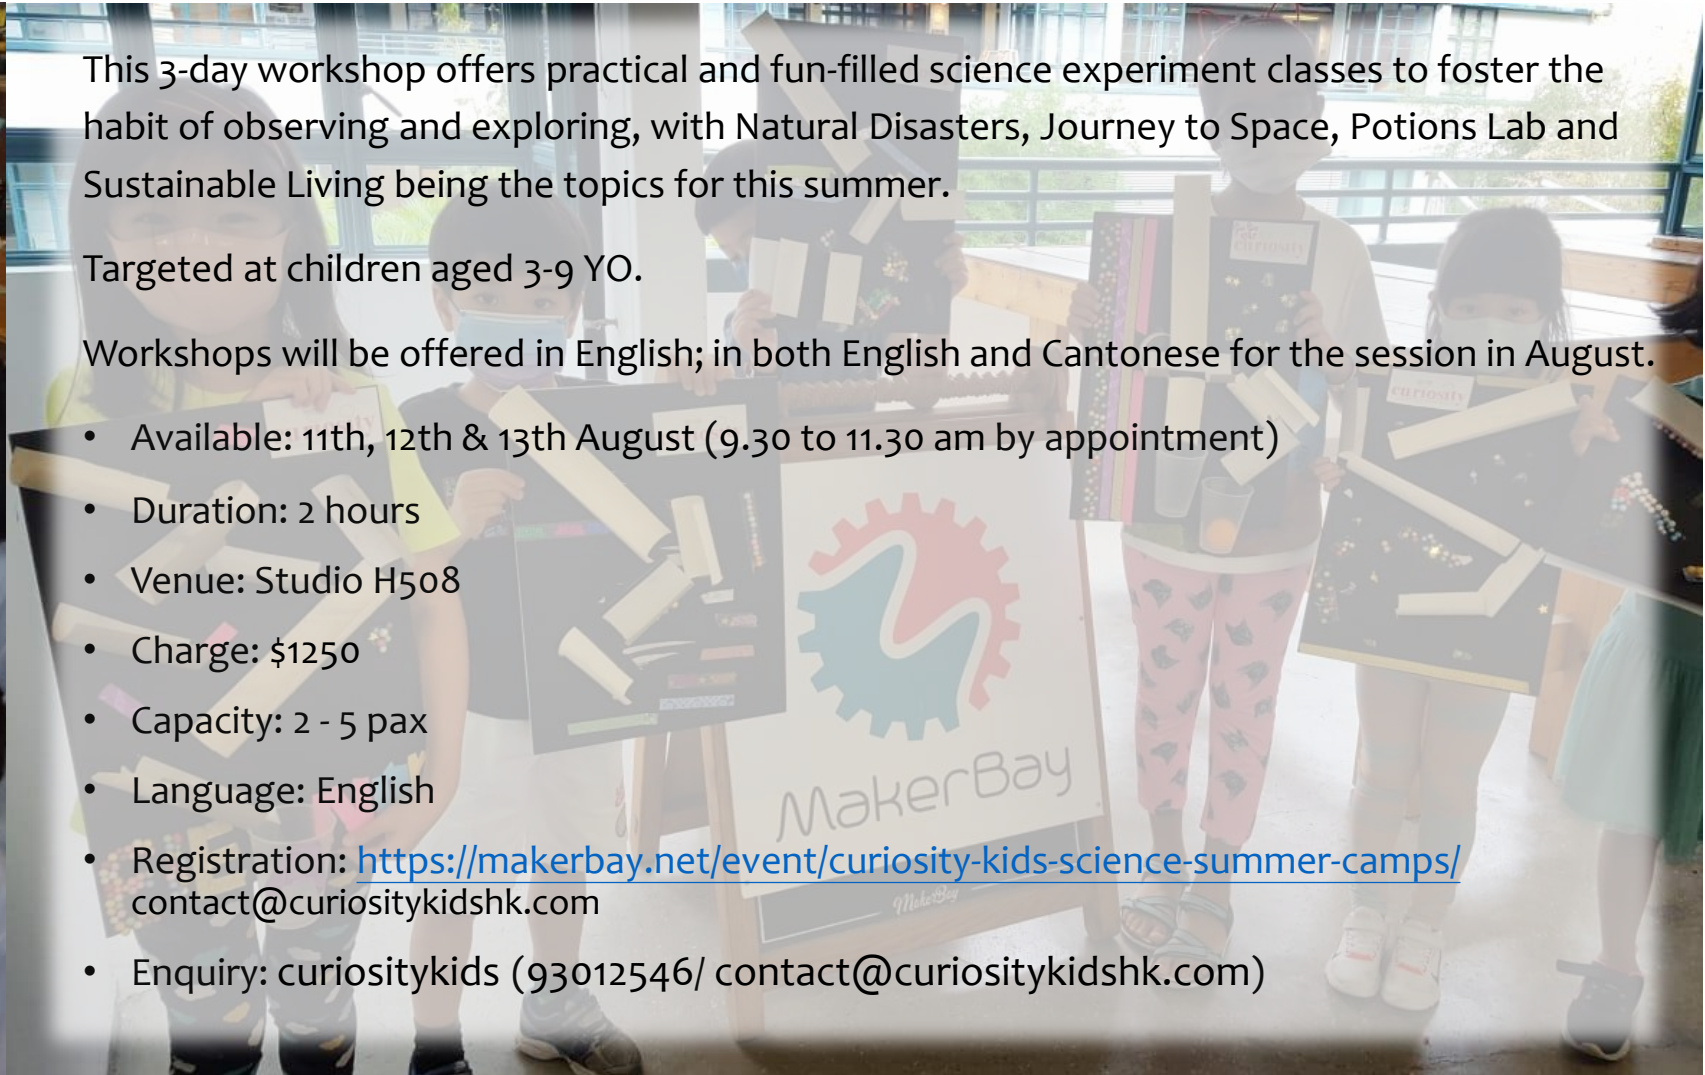 This 3-day workshop offers practical and fun-filled science experiment classes to foster the
habit of observing and exploring, with Natural Disasters, Journey to Space, Potions Lab and
Sustainable Living being the topics for this summer.
Targeted at children aged 3-9 YO.
Workshops will be offered in English; in both English and Cantonese for the session in August.
• Available: 11th, 12th & 13th August (9.30 to 11.30 am by appointment)
• Duration: 2 hours
• Venue: Studio H508
• Charge: $1250
• Capacity: 2 - 5 pax
• Language: English
• Registration: https://makerbay.net/event/curiosity-kids-science-summer-camps/
contact@curiositykidshk.com
• Enquiry: curiositykids (93012546/ contact@curiositykidshk.com)
curiosity
curiosity
MakerBay
MakerBay